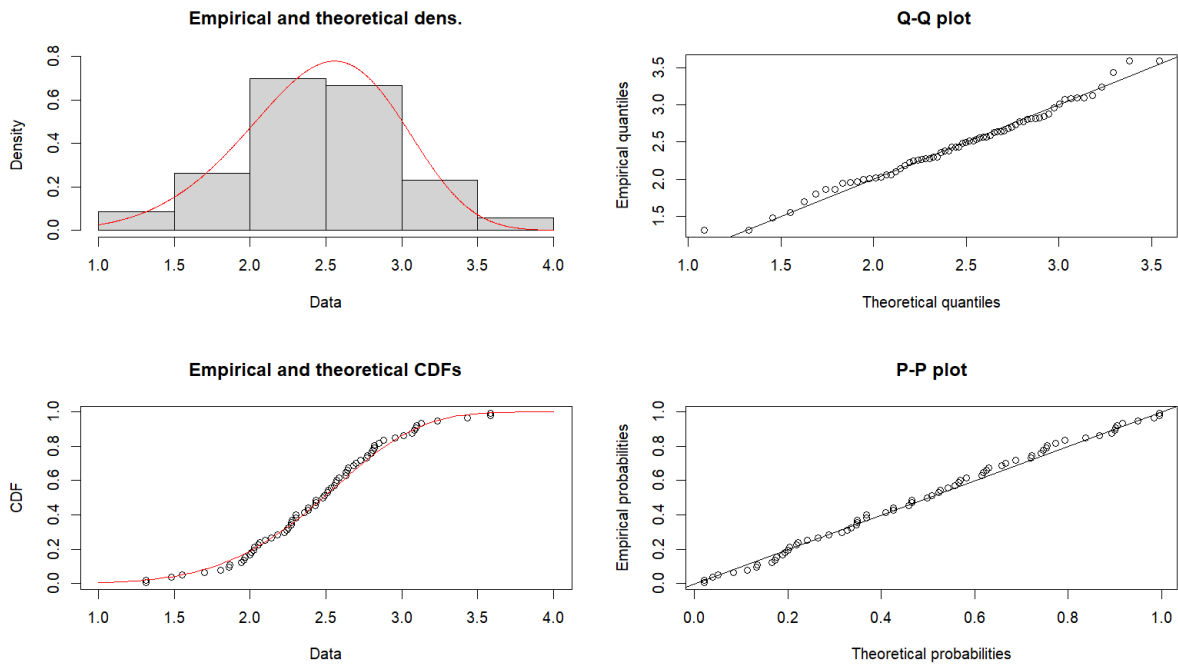 Empirical and theoretical dens.
Density
0.0 0.2 0.4 0.6 0.8
1.0 1.5 2.0 2.5 3.0 3.5 4.0
Data
Q-Q plot
Empirical quantiles
1.5 2.0 2.5 3.0 3.5
1.0 1.5 2.0 2.5 3.0 3.5
Theoretical quantiles
Empirical and theoretical CDFs
CDF
0.0 0.2 0.4 0.6 0.8 1.0
1.0 1.5 2.0 2.5 3.0 3.5 4.0
Data
P-P plot
Empirical probabilities
0.0 0.2 0.4 0.6 0.8 1.0
0.0 0.2 0.4 0.6 0.8 1.0
Theoretical probabilities